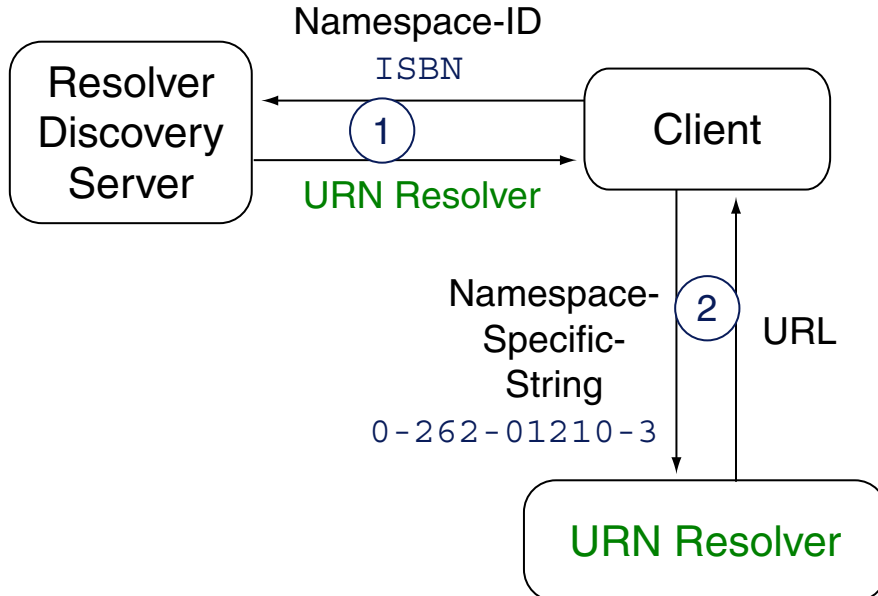 Namespace-ID
ISBN
Resolver
Discovery
Server
1
Client
URN Resolver
Namespace-
Specific-
String
0-262-01210-3
2
URL
URN Resolver